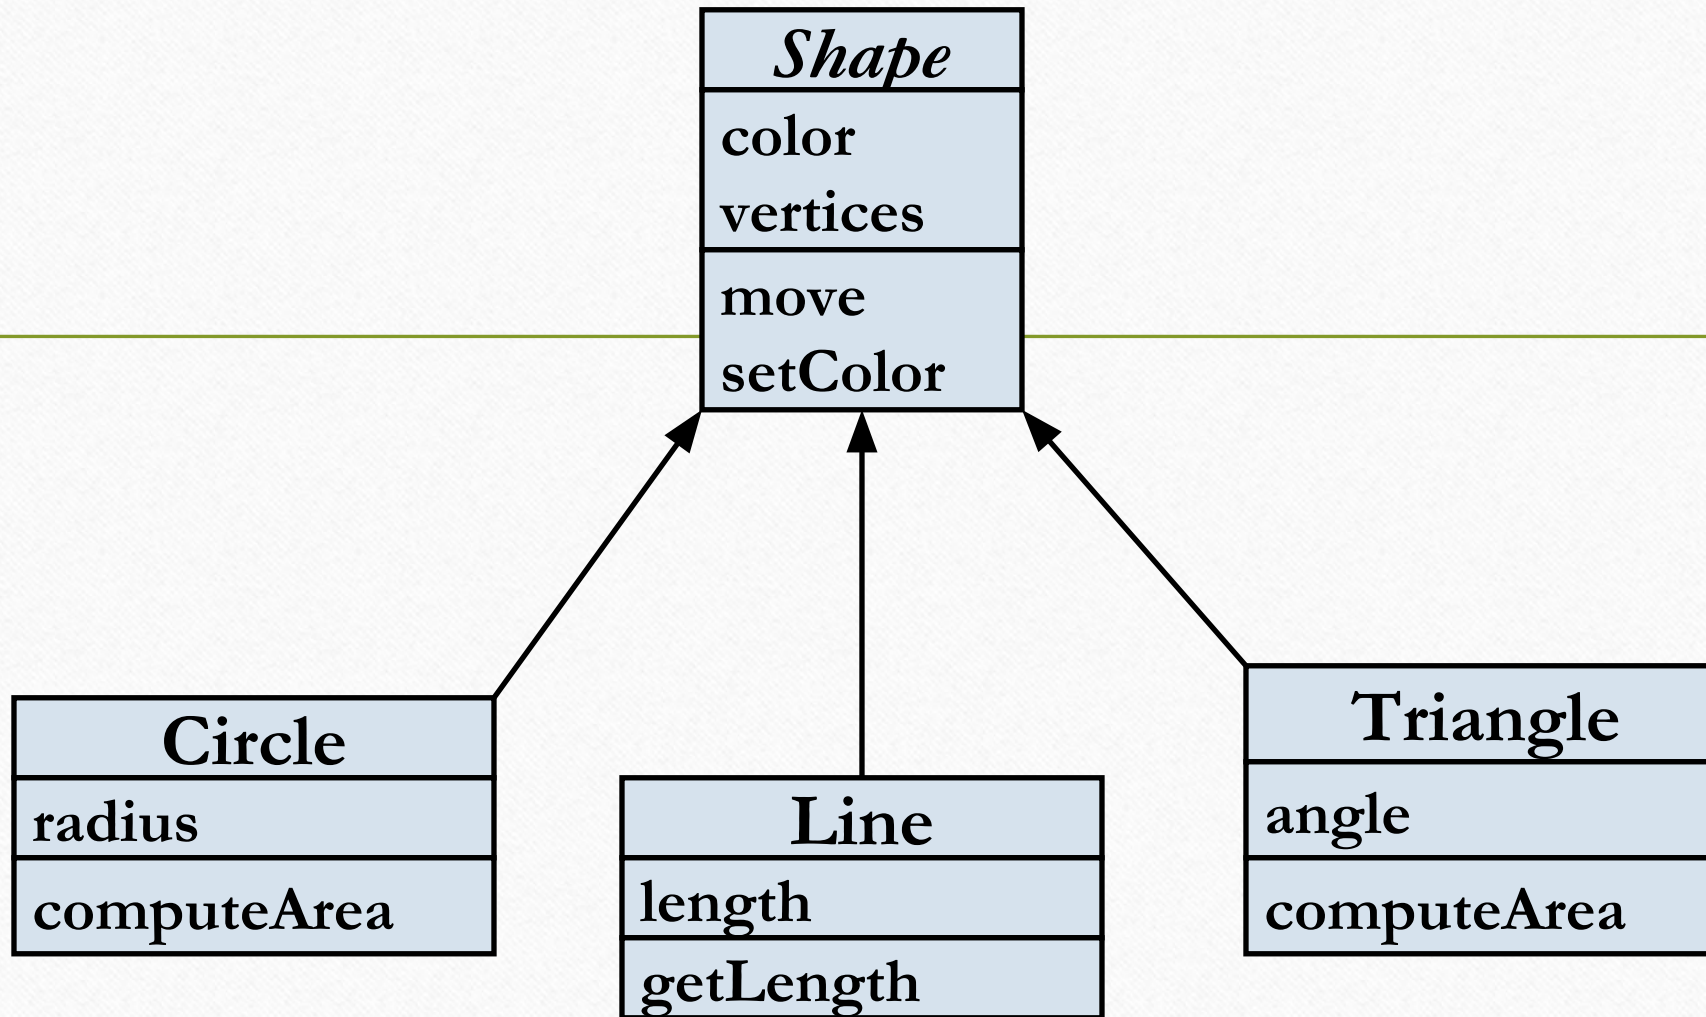 Shape
color
vertices
move
setColor
Circle
radius
computeArea
Line
length
getLength
Triangle
angle
computeArea